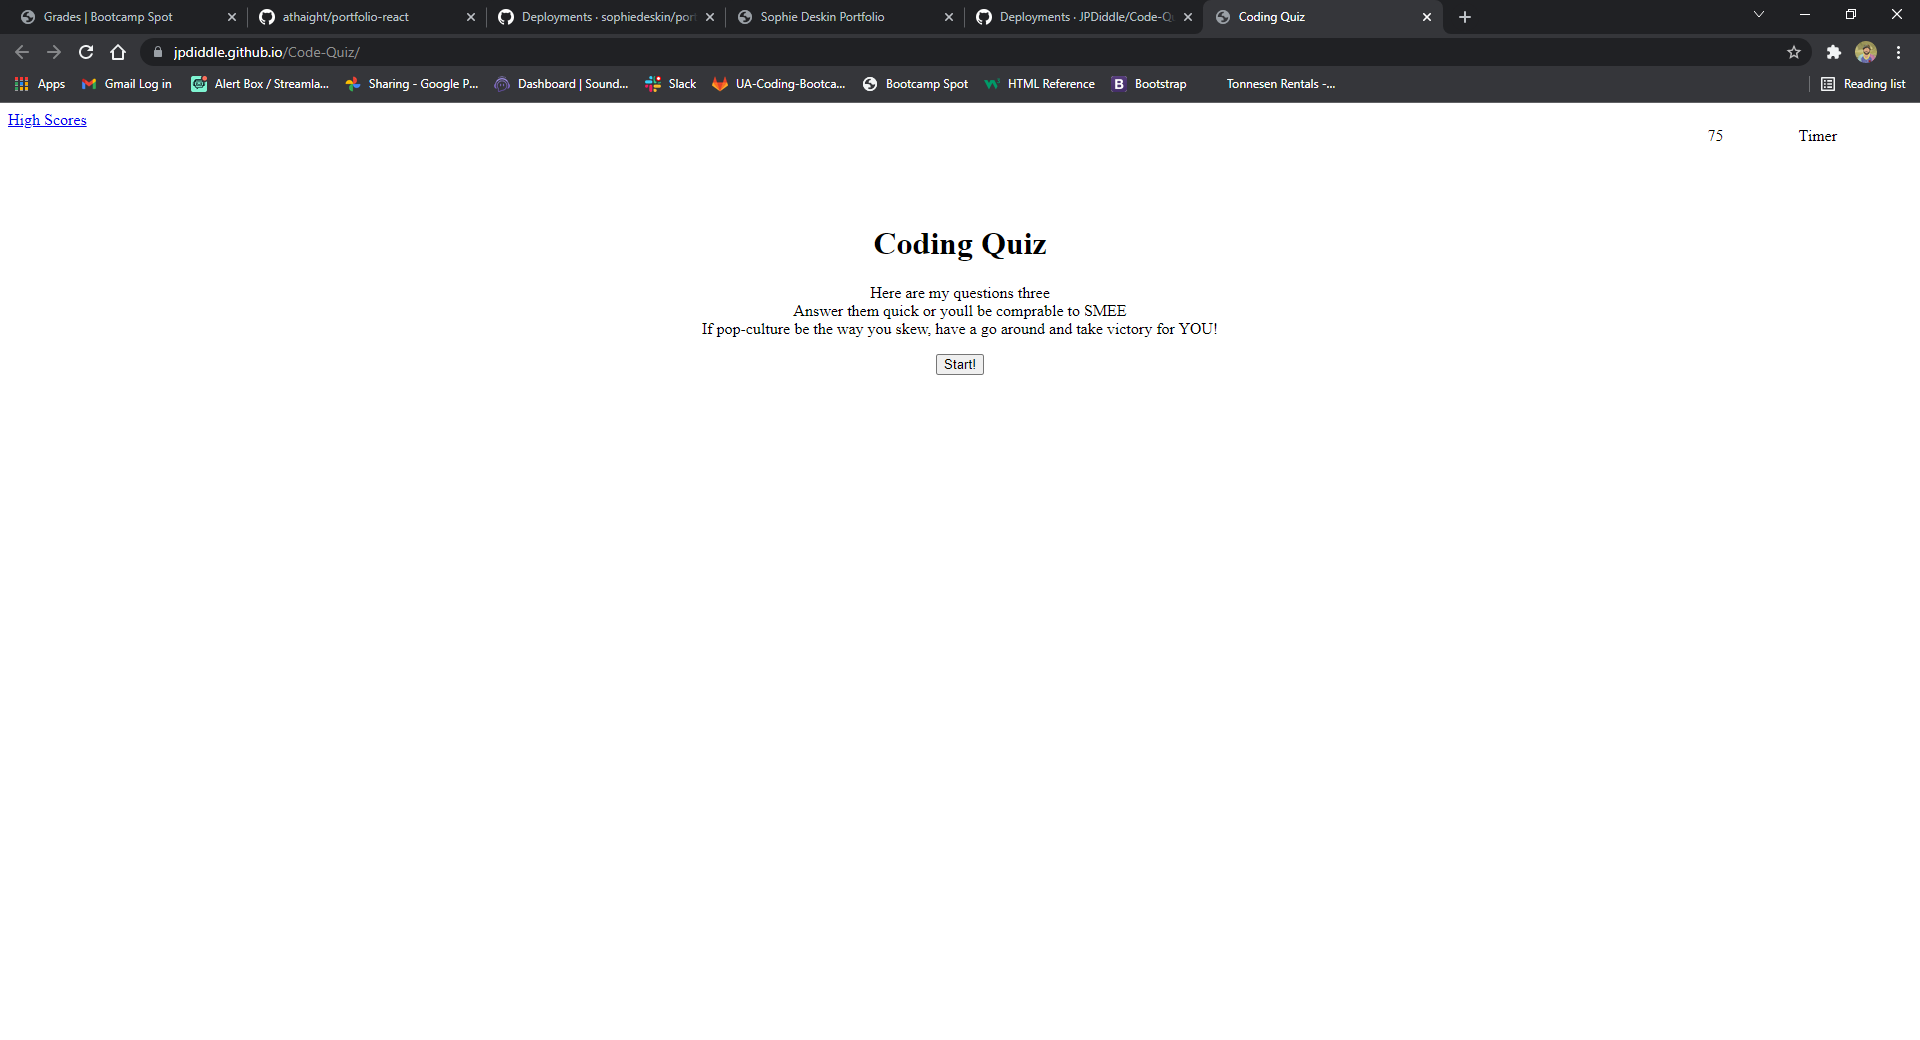 Grades | Bootcamp Spot
athaight/portfolio-react
Deployments · sophiedeskin/port
Sophie Deskin Portfolio
Deployments · JPDiddle/Code-Q
Coding Quiz
jpdiddle.github.io/Code-Quiz/
Apps
Gmail Log in
Alert Box / Streamla...
Sharing - Google P...
Dashboard | Sound...
Slack
UA-Coding-Bootca...
Bootcamp Spot
HTML Reference
B Bootstrap
Tonnesen Rentals -...
Reading list
High Scores
75 Timer
Coding Quiz
Here are my questions three
Answer them quick or youll be comprable to SMEE
If pop-culture be the way you skew, have a go around and take victory for YOU!
Start!